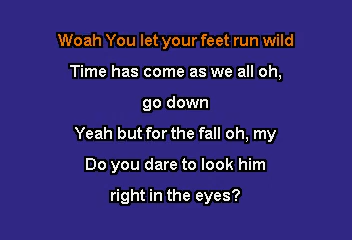 Woah You let your feet run wild
Time has come as we all oh,
go down
Yeah but for the fall oh, my
Do you dare to look him
right in the eyes?